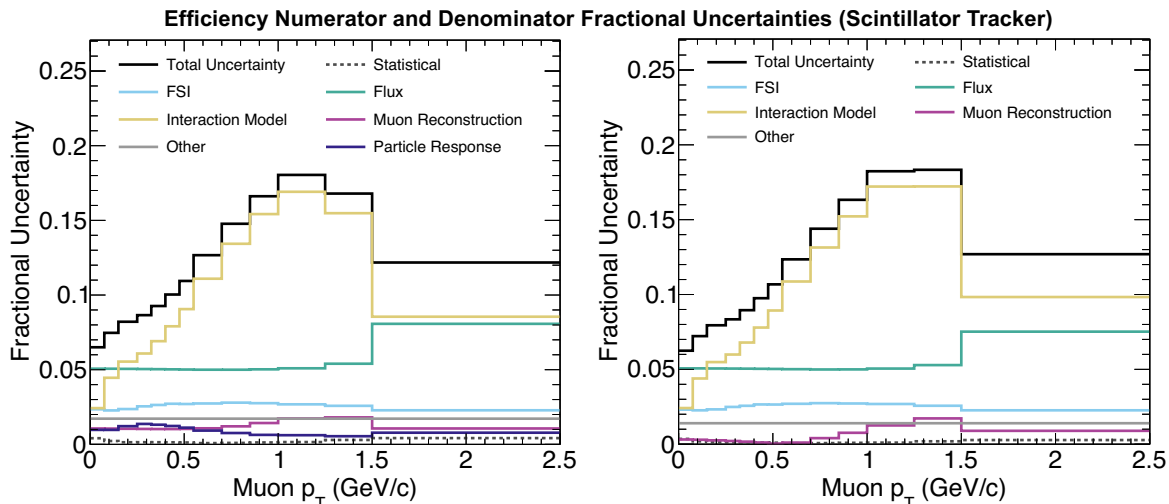 Efficiency Numerator and Denominator Fractional Uncertainties (Scintillator Tracker)
Fractional Uncertainty
0.25
0.2
0.15
0.1
0.05
0
Total Uncertainty
Statistical
FSI
Flux
Interaction Model
Muon Reconstruction
Other
Particle Response
0 0.5 1 1.5 2 2.5
Muon p_T (GeV/c)
Fractional Uncertainty
0.25
0.2
0.15
0.1
0.05
0
Total Uncertainty
Statistical
FSI
Flux
Interaction Model
Muon Reconstruction
Other
0 0.5 1 1.5 2 2.5
Muon p_T (GeV/c)